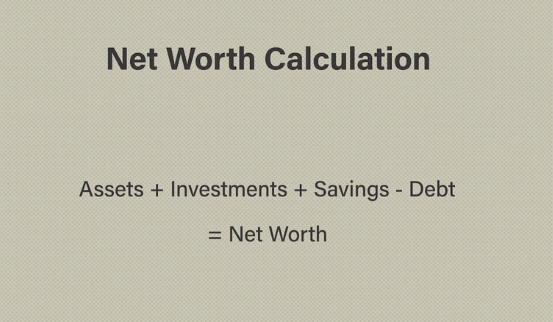 Net Worth Calculation
Assets + Investments + Savings - Debt
= Net Worth